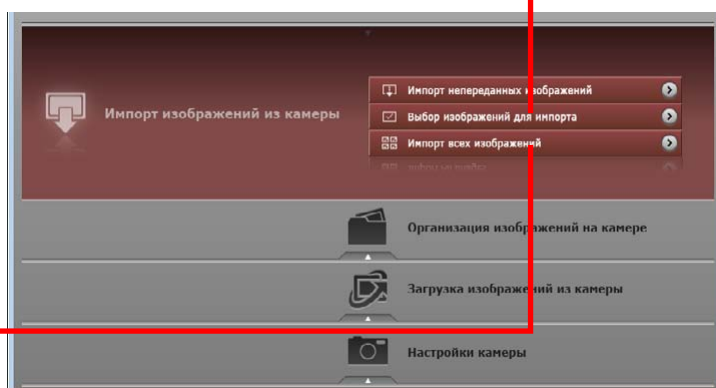 Импорт изображений из камеры
Импорт непереданных изображений
Выбор изображений для импорта
Импорт всех изображений
Организация изображений на камере
Загрузка изображений из камеры
Настройки камеры